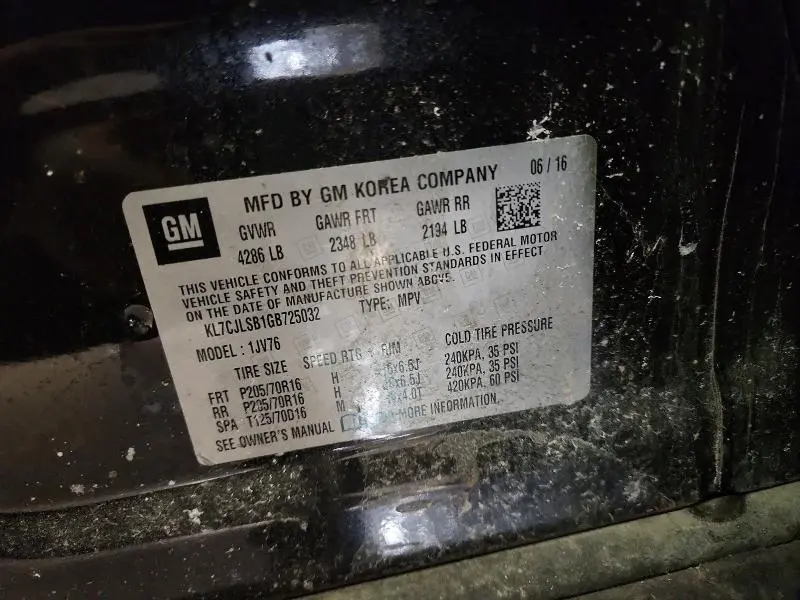 GM
MFD BY GM KOREA COMPANY 06 / 16
GVWR GAWR FRT GAWR RR
4286 LB 2348 LB 2194 LB
THIS VEHICLE CONFORMS TO ALL APPLICABLE U.S. FEDERAL MOTOR
VEHICLE SAFETY AND THEFT PREVENTION STANDARDS IN EFFECT
ON THE DATE OF MANUFACTURE SHOWN ABOVE.
KL7CJLSB1GB725032 TYPE: MPV
MODEL : 1JV76
TIRE SIZE SPEED RTG RIM COLD TIRE PRESSURE
FRT P205/70R16 H 240KPA, 35 PSI
RR P205/70R16 H 240KPA, 35 PSI
SPA T125/70D16 M 420KPA, 60 PSI
SEE OWNER'S MANUAL MORE INFORMATION.